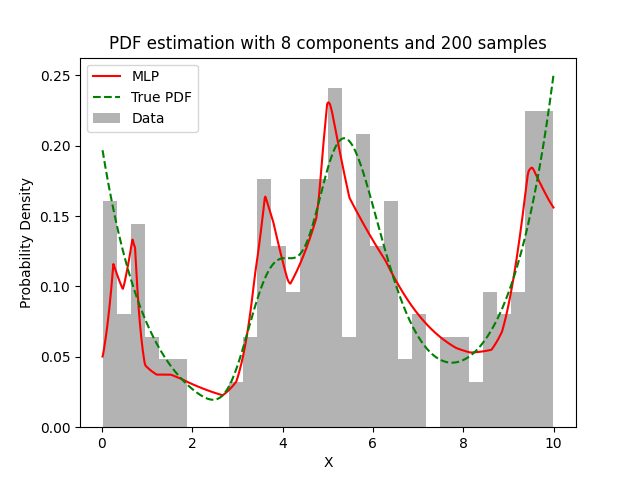 PDF estimation with 8 components and 200 samples
MLP
True PDF
Data
Probability Density
0.25
0.20
0.15
0.10
0.05
0.00
0 2 4 6 8 10
X